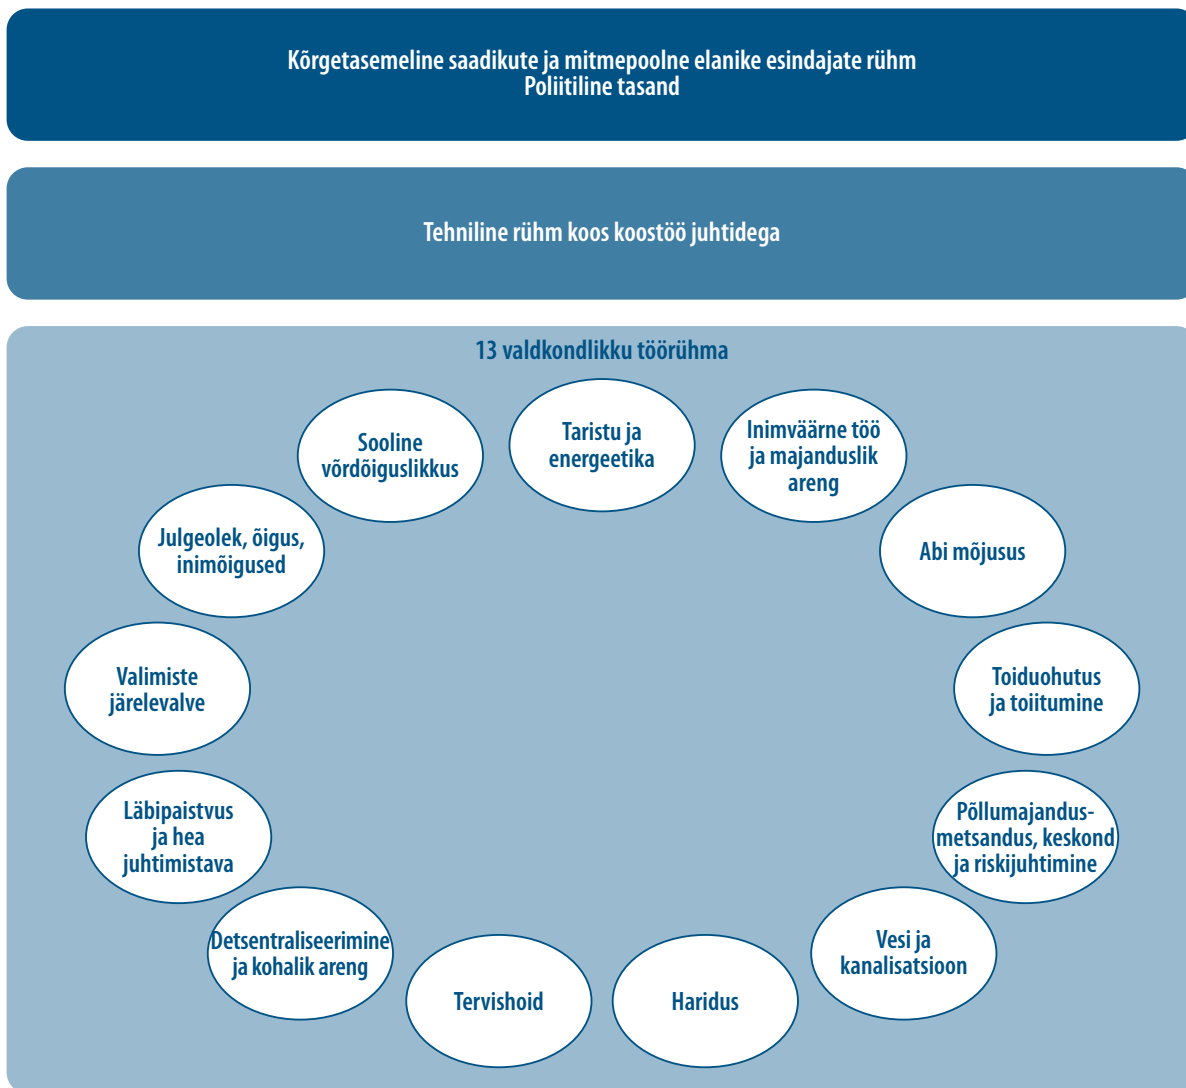 Kõrgetasemeline saadikute ja mitmepoolne elanike esindajate rühm
Poliitiline tasand
Tehniline rühm koos koostöö juhtidega
13 valdkondlikku töörühma
Taristu ja
energeetika
Inimväärne töö
ja majanduslik
areng
Abi mõjusus
Toiduohutus
ja toiitumine
Põllumajandus-
metsandus, keskond
ja riskijuhtimine
Vesi ja
kanalisatsioon
Haridus
Tervishoid
Detsentraliseerimine
ja kohalik areng
Läbipaistvus
ja hea
juhtimistava
Valimiste
järelevalve
Julgeolek, õigus,
inimõigused
Sooline
võrdõiguslikkus